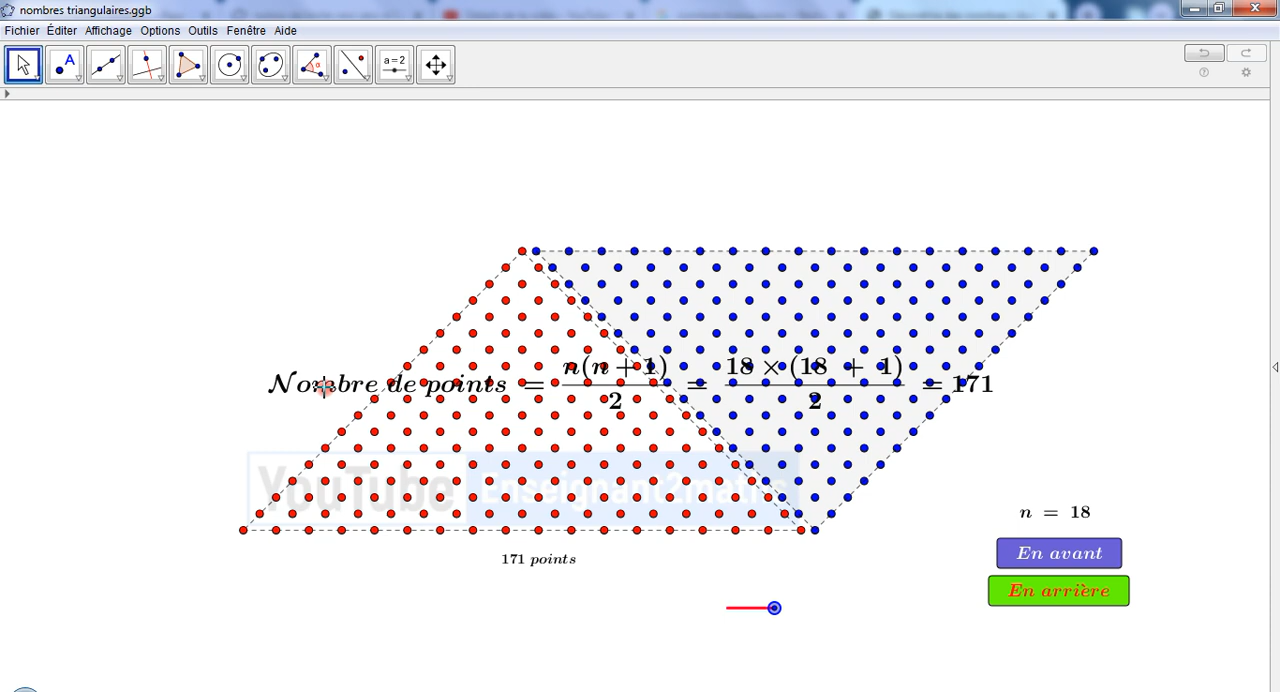 nombres triangulaires.ggb
Fichier Éditer Affichage Options Outils Fenêtre Aide
A α a=2
Nombre de points = n(n + 1)/2 = 18 × (18 + 1)/2 = 171
YouTube Enseignant2maths
n = 18
En avant
171 points
En arrière